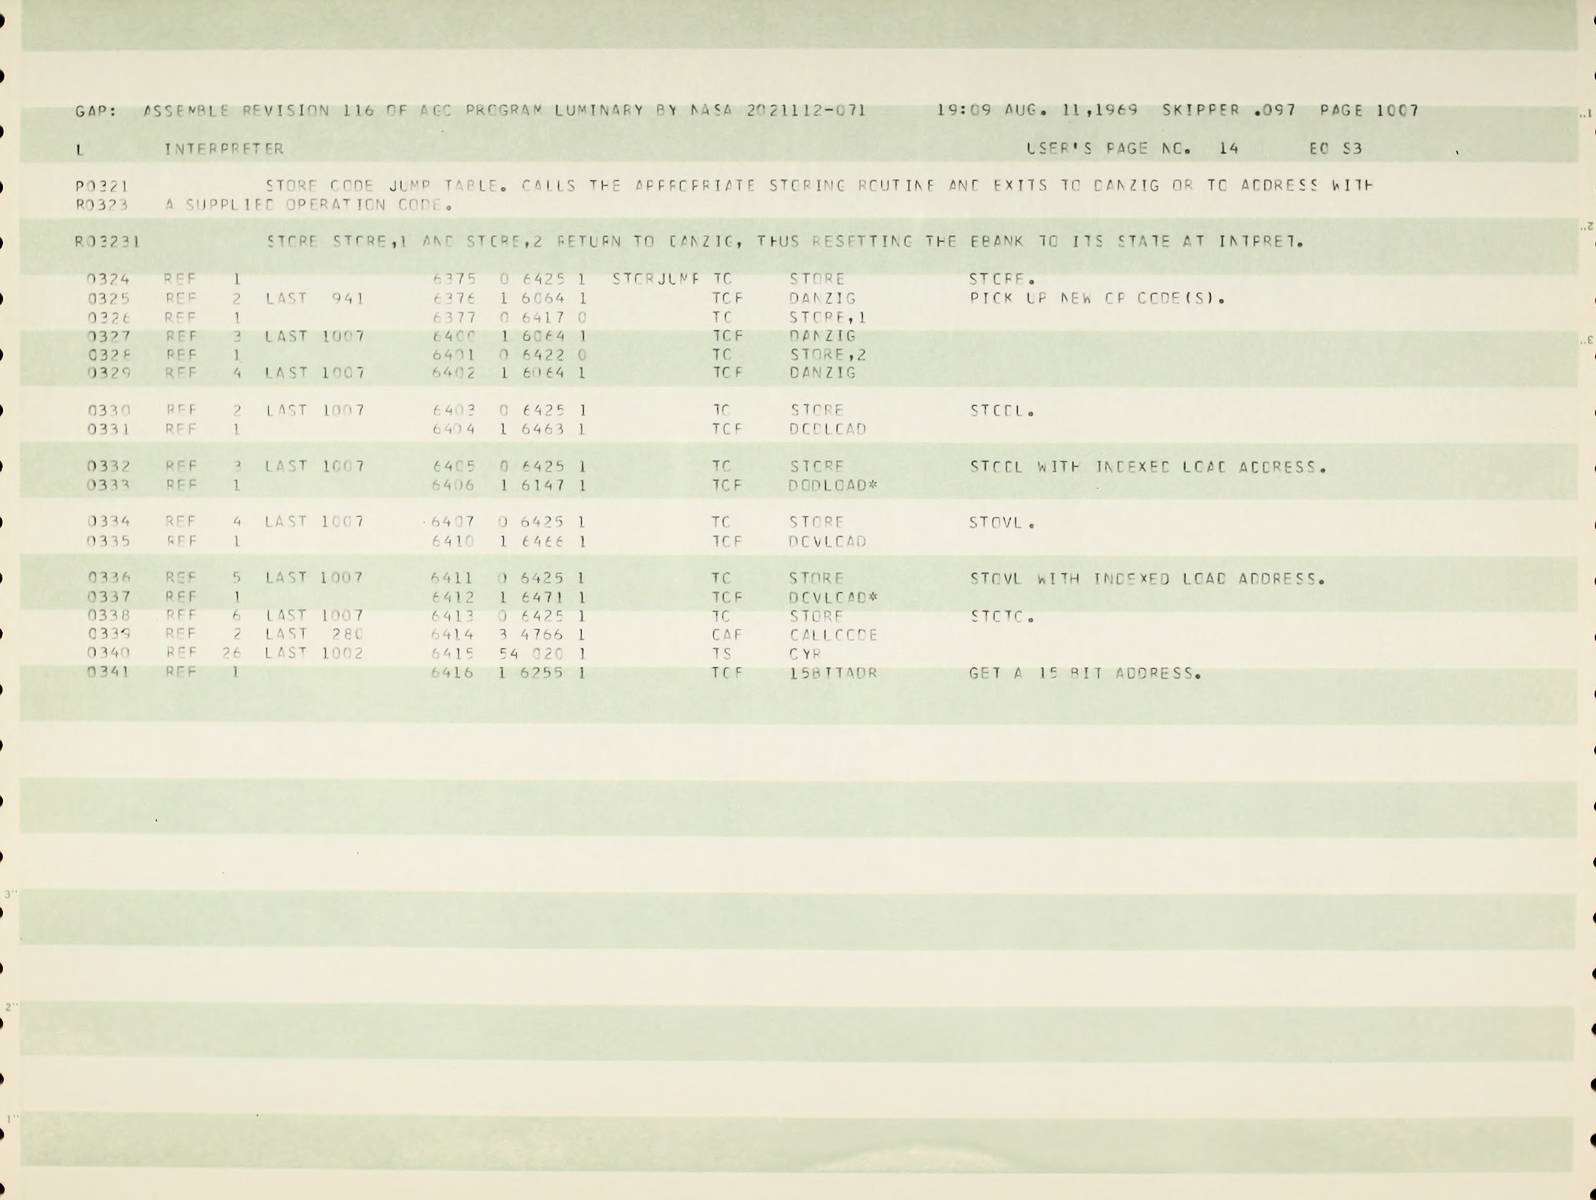 GAP: ASSEMBLE REVISION 116 OF AGC PROGRAM LUMINARY BY NASA 2021112-071 19:09 AUG. 11,1969 SKIPPER .097 PAGE 1007
L INTERPRETER USER'S PAGE NO. 14 E0 S3
P0321 STORE CODE JUMP TABLE. CALLS THE APPROPRIATE STORING ROUTINE AND EXITS TO DANZIG OR TO ADDRESS WITH
R0323 A SUPPLIED OPERATION CODE.
R03231 STORE STORE,1 AND STORE,2 RETURN TO DANZIG, THUS RESETTING THE EBANK TO ITS STATE AT INTPRET.
0324 REF 1 6375 0 6425 1 STORJUMP TC STORE STORE.
0325 REF 2 LAST 941 6376 1 6064 1 TCF DANZIG PICK UP NEW OP CODE(S).
0326 REF 1 6377 0 6417 0 TC STORE,1
0327 REF 3 LAST 1007 6400 1 6064 1 TCF DANZIG
0328 REF 1 6401 0 6422 0 TC STORE,2
0329 REF 4 LAST 1007 6402 1 6064 1 TCF DANZIG
0330 REF 2 LAST 1007 6403 0 6425 1 TC STORE STODL.
0331 REF 1 6404 1 6463 1 TCF DODLOAD
0332 REF 3 LAST 1007 6405 0 6425 1 TC STORE STODL WITH INDEXED LOAD ADDRESS.
0333 REF 1 6406 1 6147 1 TCF DODLOAD*
0334 REF 4 LAST 1007 6407 0 6425 1 TC STORE STOVL.
0335 REF 1 6410 1 6466 1 TCF DOVLOAD
0336 REF 5 LAST 1007 6411 0 6425 1 TC STORE STOVL WITH INDEXED LOAD ADDRESS.
0337 REF 1 6412 1 6471 1 TCF DOVLOAD*
0338 REF 6 LAST 1007 6413 0 6425 1 TC STORE STOTC.
0339 REF 2 LAST 280 6414 3 4766 1 CAF CALLCODE
0340 REF 26 LAST 1002 6415 54 020 1 TS CYR
0341 REF 1 6416 1 6255 1 TCF 15BITADR GET A 15 BIT ADDRESS.
3"
2"
1"